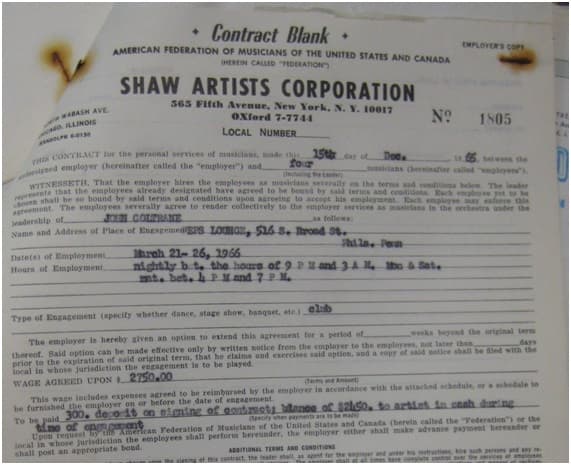 Contract Blank
EMPLOYER'S COPY
AMERICAN FEDERATION OF MUSICIANS OF THE UNITED STATES AND CANADA
(HEREIN CALLED "FEDERATION")
SHAW ARTISTS CORPORATION
WABASH AVE. 565 Fifth Avenue, New York, N. Y. 10017
ILLINOIS OXford 7-7744 Nº 1805
LOCAL NUMBER
THIS CONTRACT for the personal services of musicians, made this 15th day of Dec. 1965, between the
undersigned employer (hereinafter called the "employer") and four musicians (hereinafter called "employees").
(Including the Leader)
WITNESSETH, That the employer hires the employees as musicians severally on the terms and conditions below. The leader
represents that the employees already designated have agreed to be bound by said terms and conditions. Each employee yet to be
chosen shall be so bound by said terms and conditions upon agreeing to accept his employment. Each employee may enforce this
agreement. The employees severally agree to render collectively to the employer services as musicians in the orchestra under the
leadership of JOHN COLTRANE as follows:
Name and Address of Place of Engagement EPS LOUNGE, 516 S. Broad St.
Phila. Penn
Date(s) of Employment March 21- 26, 1966
Hours of Employment nightly b t. the hours of 9 P M and 3 A M. Mon & Sat.
mat. bet. 4 P M and 7 P M.
Type of Engagement (specify whether dance, stage show, banquet, etc.) club
The employer is hereby given an option to extend this agreement for a period of weeks beyond the original term
thereof. Said option can be made effective only by written notice from the employer to the employees, not later than days
prior to the expiration of said original term, that he claims and exercises said option, and a copy of said notice shall be filed with the
local in whose jurisdiction the engagement is to be played.
WAGE AGREED UPON $ 2750.00
(Terms and Amount)
This wage includes expenses agreed to be reimbursed by the employer in accordance with the attached schedule, or a schedule to
be furnished the employer on or before the date of engagement.
To be paid 300. deposit on signing of contract; blance of $2450. to artist in cash during
(Specify when payments are to be made)
time of engagement
Upon request by the American Federation of Musicians of the United States and Canada (herein called the "Federation") or the
local in whose jurisdiction the employees shall perform hereunder, the employer either shall make advance payment hereunder or
shall post an appropriate bond.
ADDITIONAL TERMS AND CONDITIONS